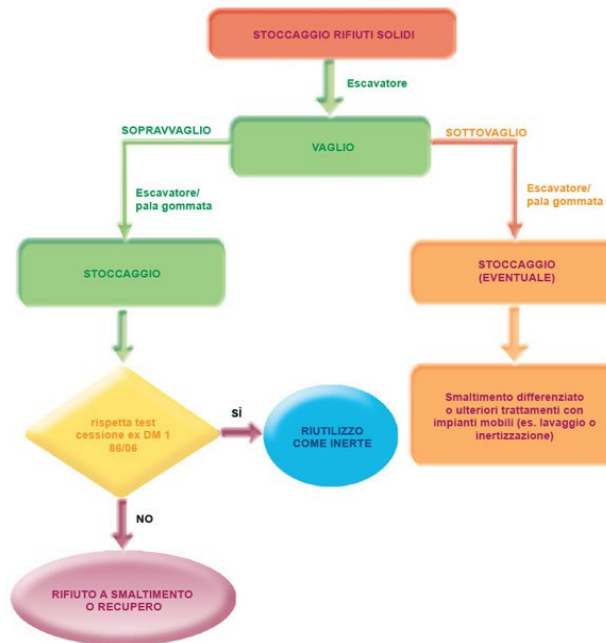 STOCCAGGIO RIFIUTI SOLIDI
Escavatore
SOPRAVVAGLIO
SOTTOVAGLIO
VAGLIO
Escavatore/
pala gommata
Escavatore/
pala gommata
STOCCAGGIO
STOCCAGGIO
(EVENTUALE)
rispetta test
cessione ex DM 1
86/06
SÌ
RIUTILIZZO
COME INERTE
Smaltimento differenziato
o ulteriori trattamenti con
impianti mobili (es. lavaggio o
inertizzazione)
NO
RIFIUTO A SMALTIMENTO
O RECUPERO